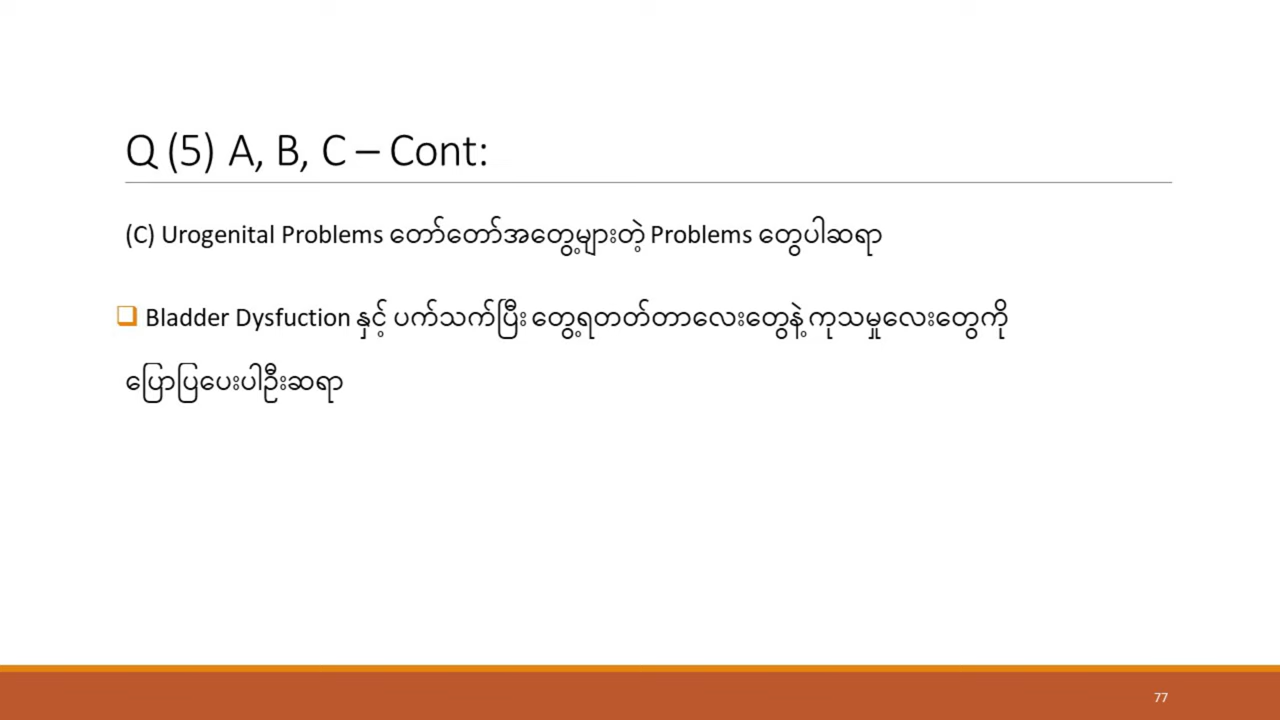 Q (5) A, B, C – Cont:
(C) Urogenital Problems တော်တော်အတွေ့များတဲ့ Problems တွေပါဆရာ
❑ Bladder Dysfuction နှင့် ပက်သက်ပြီး တွေ့ရတတ်တာလေးတွေနဲ့ ကုသမှုလေးတွေကို
ပြောပြပေးပါဦးဆရာ
77